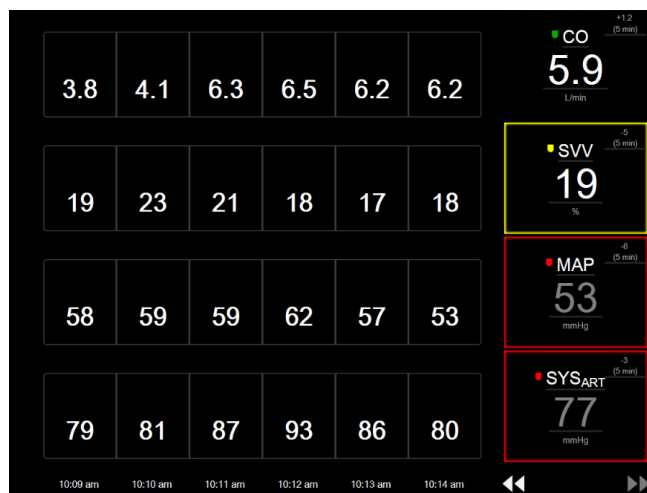 3.8 4.1 6.3 6.5 6.2 6.2
CO
+1.2
(5 min)
5.9
L/min
19 23 21 18 17 18
SVV
-5
(5 min)
19
%
58 59 59 62 57 53
MAP
-6
(5 min)
53
mmHg
79 81 87 93 86 80
SYSART
-3
(5 min)
77
mmHg
10:09 am 10:10 am 10:11 am 10:12 am 10:13 am 10:14 am